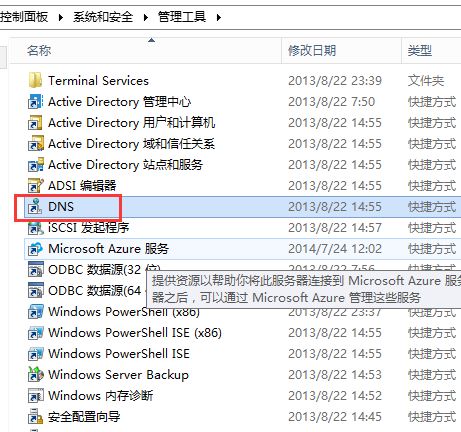 控制面板 ▸ 系统和安全 ▸ 管理工具 ▸
名称 修改日期 类型
Terminal Services 2013/8/22 23:39 文件夹
Active Directory 管理中心 2013/8/22 7:50 快捷方式
Active Directory 用户和计算机 2013/8/22 14:55 快捷方式
Active Directory 域和信任关系 2013/8/22 14:55 快捷方式
Active Directory 站点和服务 2013/8/22 14:55 快捷方式
ADSI 编辑器 2013/8/22 14:55 快捷方式
DNS 2013/8/22 14:55 快捷方式
iSCSI 发起程序 2013/8/22 14:57 快捷方式
Microsoft Azure 服务 2014/7/24 12:02 快捷方式
ODBC 数据源(32 位) 2013/8/22 7:56 快捷方式
提供资源以帮助你将此服务器连接到 Microsoft Azure 服
ODBC 数据源(64
器之后，可以通过 Microsoft Azure 管理这些服务
Windows PowerShell (x86) 2013/8/22 23:37 快捷方式
Windows PowerShell ISE (x86) 2013/8/22 14:55 快捷方式
Windows PowerShell ISE 2013/8/22 14:55 快捷方式
Windows Server Backup 2013/8/22 14:53 快捷方式
Windows 内存诊断 2013/8/22 14:52 快捷方式
安全配置向导 2013/8/22 14:45 快捷方式